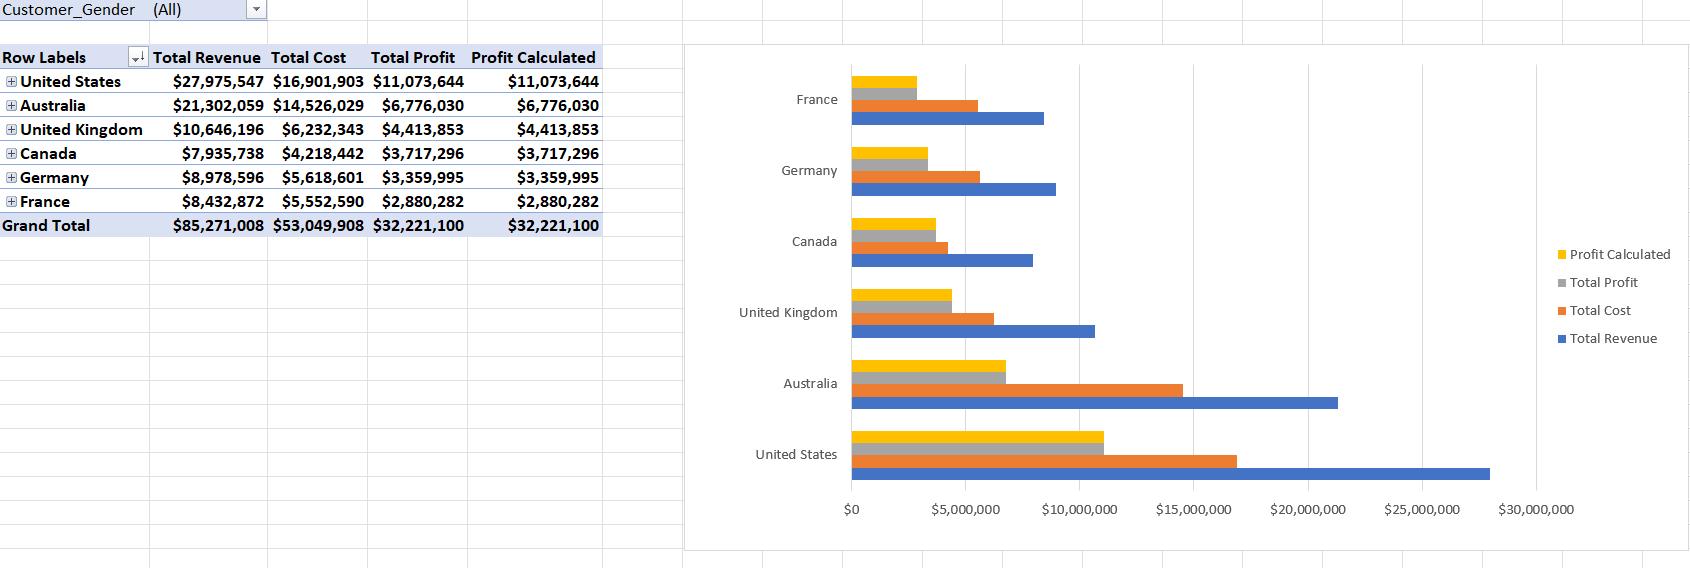 Customer_Gender (All)
Row Labels Total Revenue Total Cost Total Profit Profit Calculated
United States $27,975,547 $16,901,903 $11,073,644 $11,073,644
Australia $21,302,059 $14,526,029 $6,776,030 $6,776,030
United Kingdom $10,646,196 $6,232,343 $4,413,853 $4,413,853
Canada $7,935,738 $4,218,442 $3,717,296 $3,717,296
Germany $8,978,596 $5,618,601 $3,359,995 $3,359,995
France $8,432,872 $5,552,590 $2,880,282 $2,880,282
Grand Total $85,271,008 $53,049,908 $32,221,100 $32,221,100
France
Germany
Canada
United Kingdom
Australia
United States
$0 $5,000,000 $10,000,000 $15,000,000 $20,000,000 $25,000,000 $30,000,000
Profit Calculated
Total Profit
Total Cost
Total Revenue